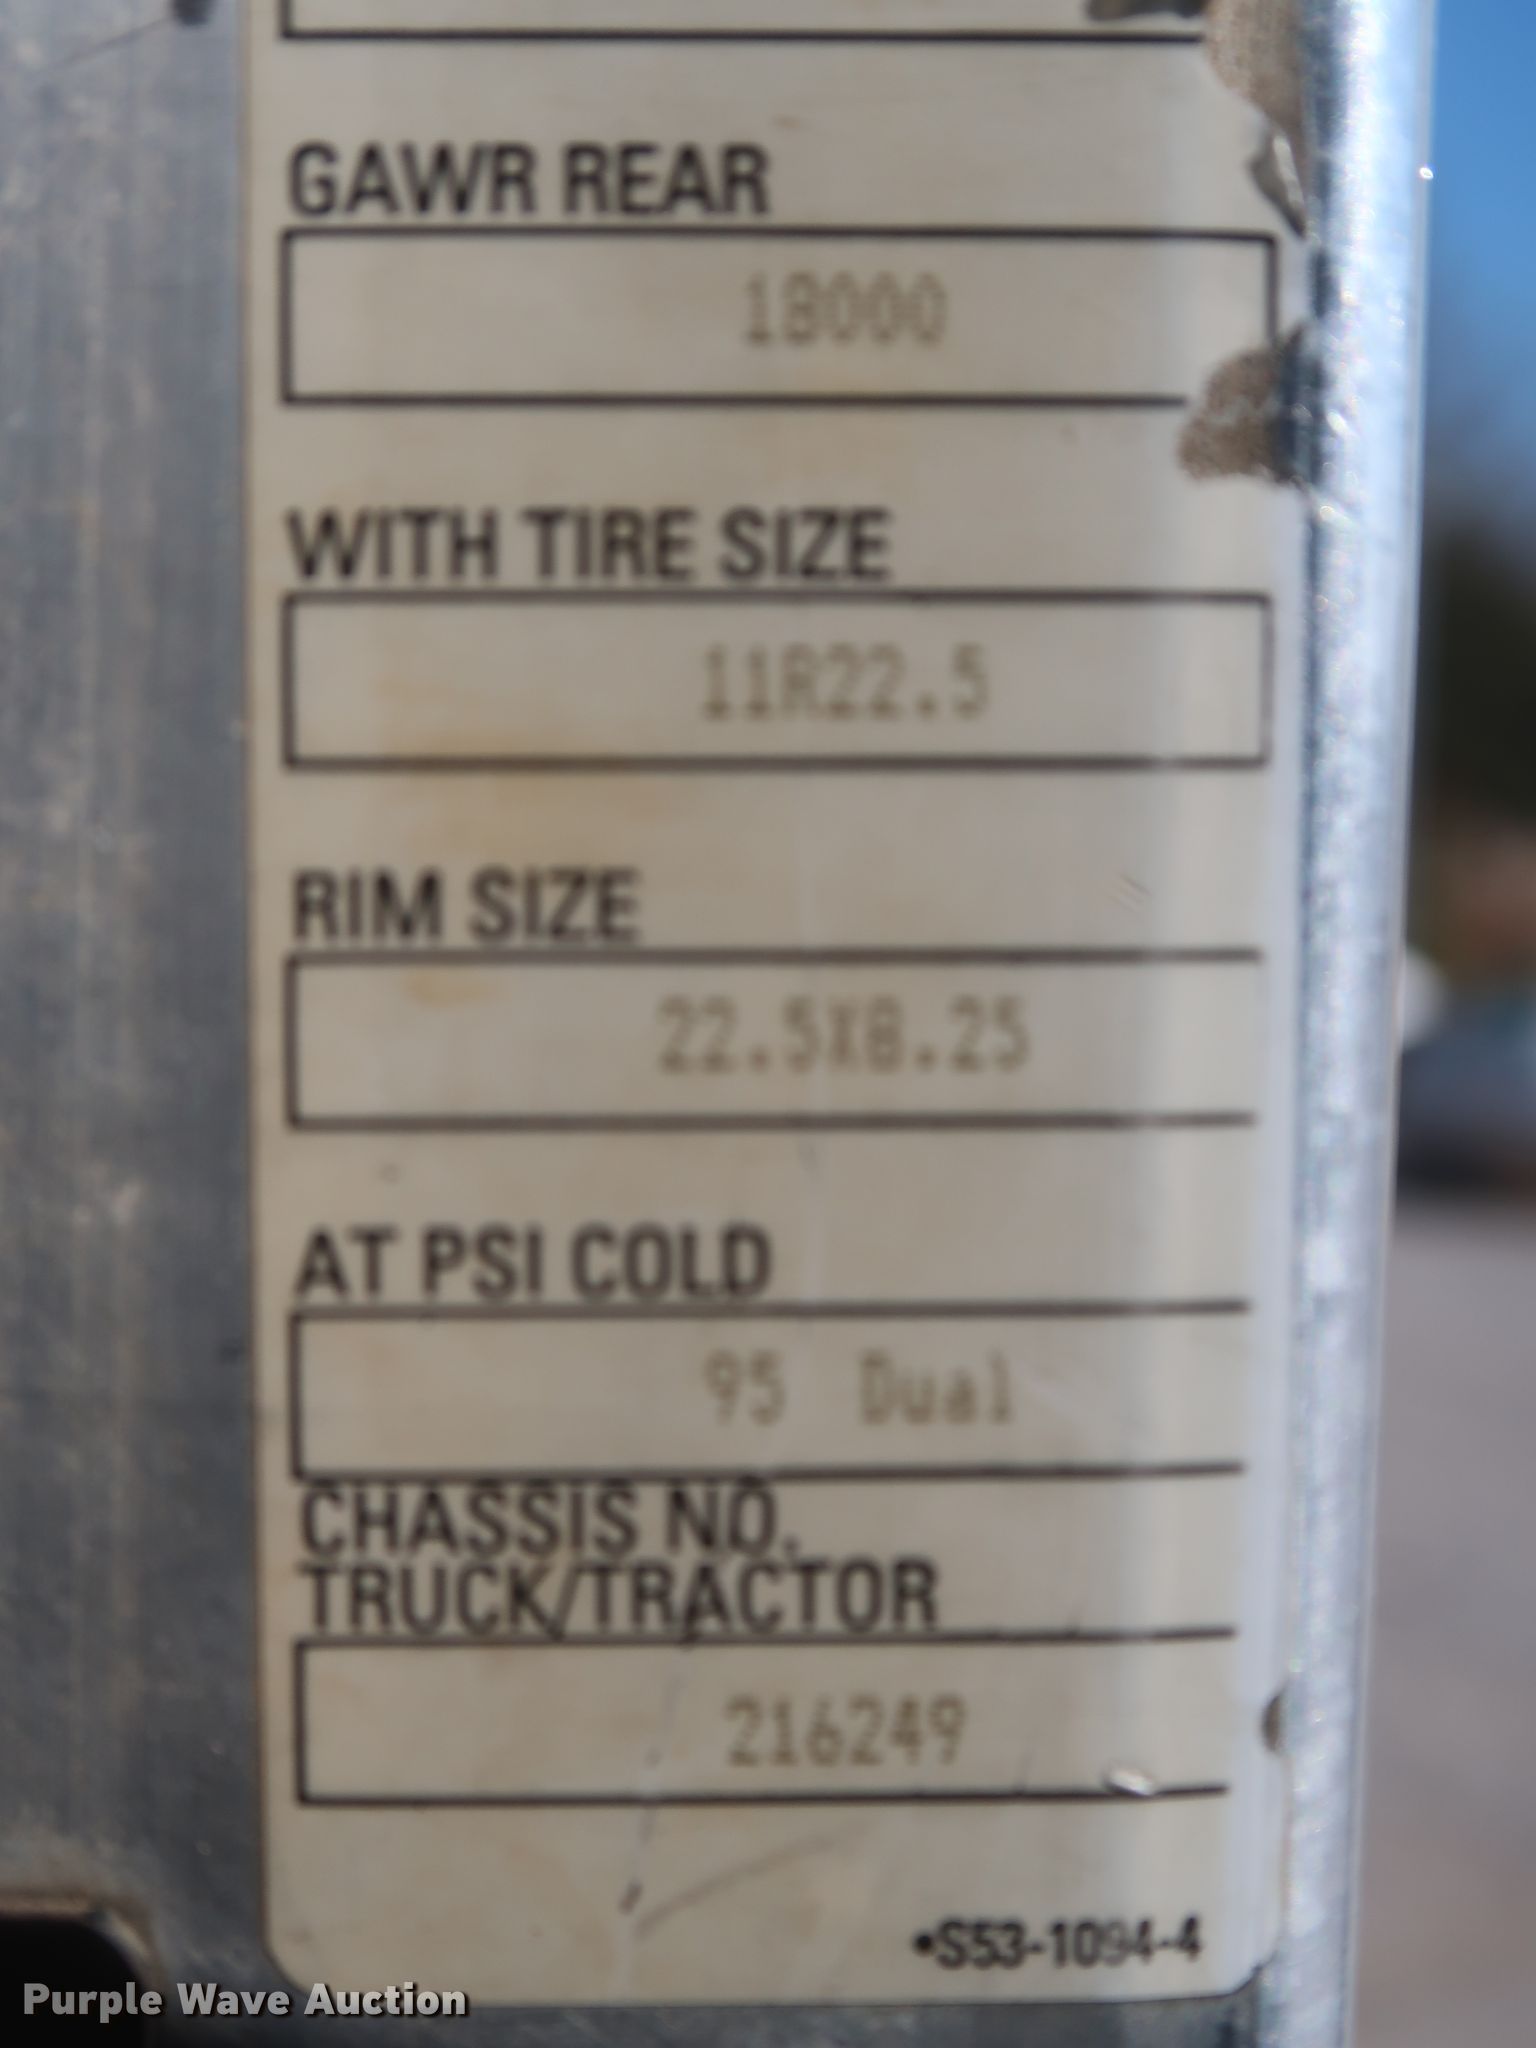 GAWR REAR
18000
WITH TIRE SIZE
11R22.5
RIM SIZE
22.5X8.25
AT PSI COLD
95 Dual
CHASSIS NO.
TRUCK/TRACTOR
216249
•S53-1094-4
Purple Wave Auction